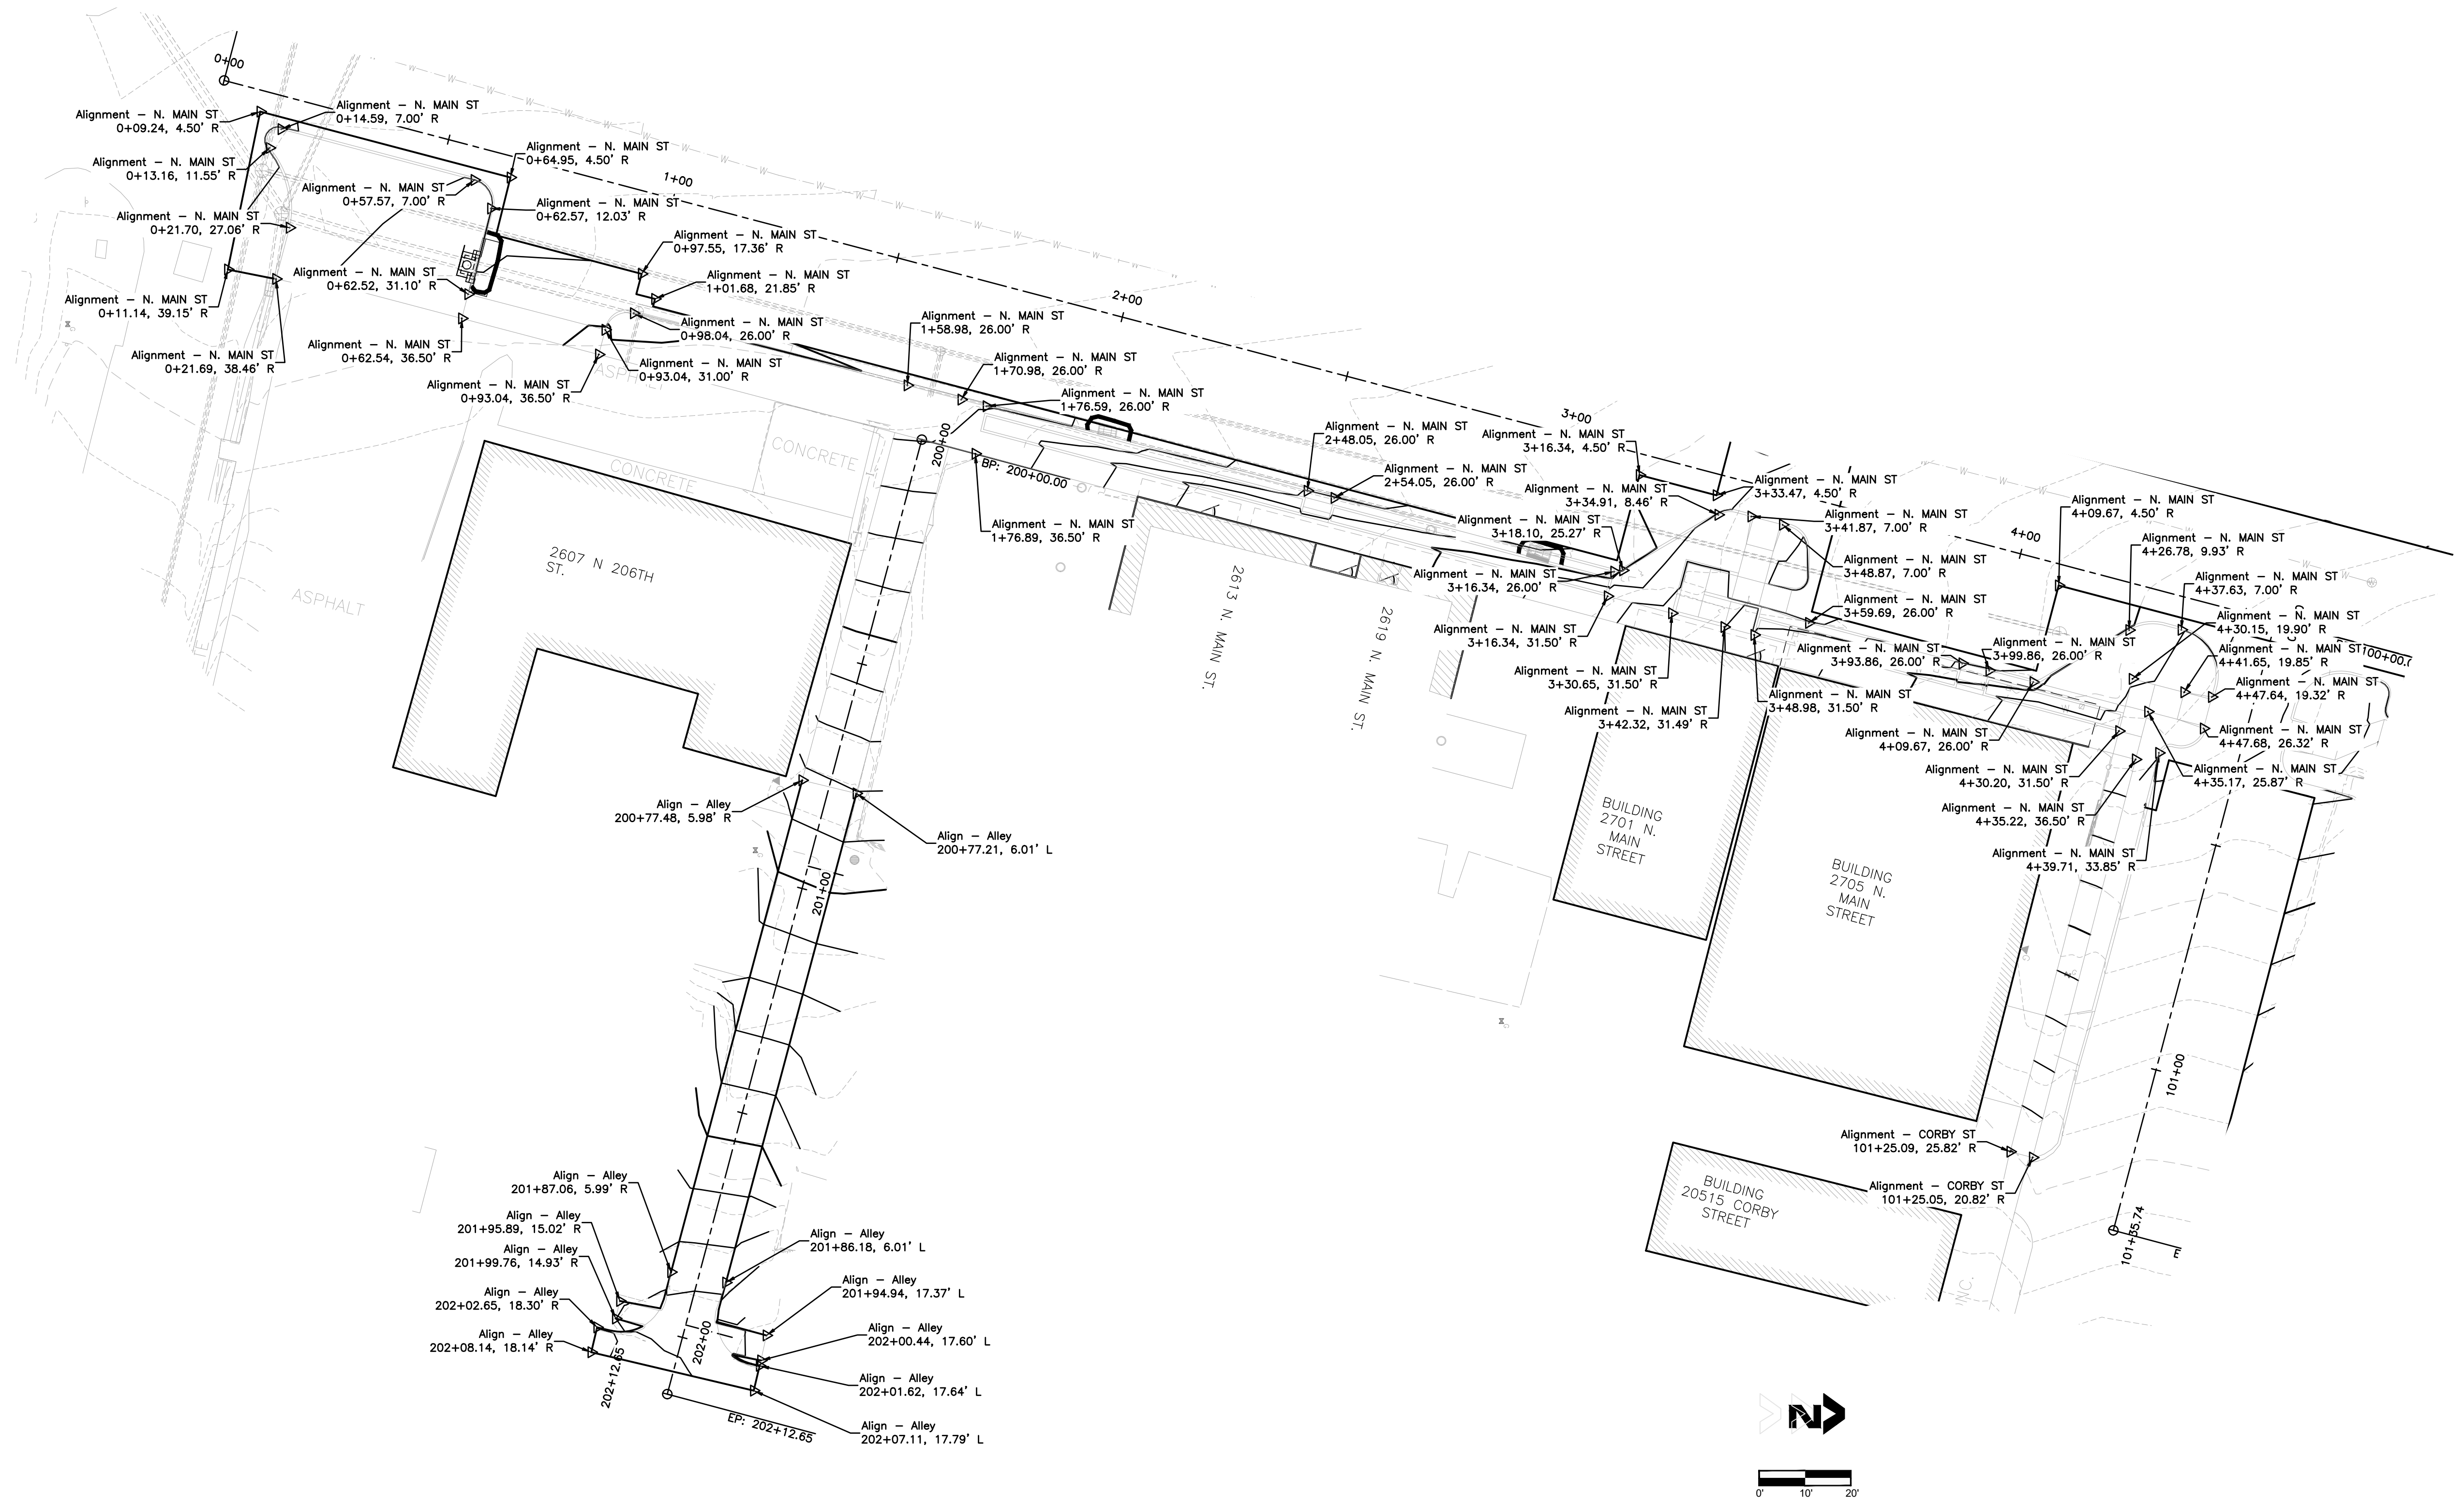 0+00
Alignment – N. MAIN ST
0+09.24, 4.50' R
Alignment – N. MAIN ST
0+14.59, 7.00' R
Alignment – N. MAIN ST
0+13.16, 11.55' R
Alignment – N. MAIN ST
0+64.95, 4.50' R
1+00
Alignment – N. MAIN ST
0+57.57, 7.00' R
Alignment – N. MAIN ST
0+62.57, 12.03' R
Alignment – N. MAIN ST
0+21.70, 27.06' R
Alignment – N. MAIN ST
0+97.55, 17.36' R
Alignment – N. MAIN ST
0+62.52, 31.10' R
Alignment – N. MAIN ST
1+01.68, 21.85' R
Alignment – N. MAIN ST
0+11.14, 39.15' R
Alignment – N. MAIN ST
0+98.04, 26.00' R
Alignment – N. MAIN ST
0+62.54, 36.50' R
Alignment – N. MAIN ST
0+21.69, 38.46' R
Alignment – N. MAIN ST
0+93.04, 31.00' R
Alignment – N. MAIN ST
0+93.04, 36.50' R
ASPHALT
2+00
Alignment – N. MAIN ST
1+58.98, 26.00' R
Alignment – N. MAIN ST
1+70.98, 26.00' R
Alignment – N. MAIN ST
1+76.59, 26.00' R
200+00
BP: 200+00.00
Alignment – N. MAIN ST
1+76.89, 36.50' R
CONCRETE
CONCRETE
2607 N 206TH
ST.
ASPHALT
2613 N. MAIN ST.
2619 N. MAIN ST.
3+00
Alignment – N. MAIN ST
2+48.05, 26.00' R
Alignment – N. MAIN ST
3+16.34, 4.50' R
Alignment – N. MAIN ST
2+54.05, 26.00' R
Alignment – N. MAIN ST
3+34.91, 8.46' R
Alignment – N. MAIN ST
3+33.47, 4.50' R
Alignment – N. MAIN ST
3+18.10, 25.27' R
Alignment – N. MAIN ST
3+41.87, 7.00' R
4+00
Alignment – N. MAIN ST
3+48.87, 7.00' R
Alignment – N. MAIN ST
3+16.34, 26.00' R
Alignment – N. MAIN ST
3+59.69, 26.00' R
Alignment – N. MAIN ST
3+16.34, 31.50' R
Alignment – N. MAIN ST
3+93.86, 26.00' R
Alignment – N. MAIN ST
3+99.86, 26.00' R
Alignment – N. MAIN ST
3+30.65, 31.50' R
Alignment – N. MAIN ST
3+48.98, 31.50' R
Alignment – N. MAIN ST
3+42.32, 31.49' R
Alignment – N. MAIN ST
4+09.67, 4.50' R
Alignment – N. MAIN ST
4+26.78, 9.93' R
Alignment – N. MAIN ST
4+37.63, 7.00' R
Alignment – N. MAIN ST
4+30.15, 19.90' R
Alignment – N. MAIN ST
4+41.65, 19.85' R
Alignment – N. MAIN ST
4+47.64, 19.32' R
Alignment – N. MAIN ST
4+47.68, 26.32' R
Alignment – N. MAIN ST
4+09.67, 26.00' R
Alignment – N. MAIN ST
4+30.20, 31.50' R
Alignment – N. MAIN ST
4+35.17, 25.87' R
Alignment – N. MAIN ST
4+35.22, 36.50' R
Alignment – N. MAIN ST
4+39.71, 33.85' R
BUILDING
2701 N.
MAIN
STREET
BUILDING
2705 N.
MAIN
STREET
Align – Alley
200+77.48, 5.98' R
Align – Alley
200+77.21, 6.01' L
201+00
101+00
Alignment – CORBY ST
101+25.09, 25.82' R
Alignment – CORBY ST
101+25.05, 20.82' R
BUILDING
20515 CORBY
STREET
101+35.74
E
Align – Alley
201+87.06, 5.99' R
Align – Alley
201+95.89, 15.02' R
Align – Alley
201+86.18, 6.01' L
Align – Alley
201+99.76, 14.93' R
Align – Alley
201+94.94, 17.37' L
Align – Alley
202+02.65, 18.30' R
Align – Alley
202+00.44, 17.60' L
Align – Alley
202+08.14, 18.14' R
202+00
202+12.65
Align – Alley
202+01.62, 17.64' L
EP: 202+12.65
Align – Alley
202+07.11, 17.79' L
N
0' 10' 20'